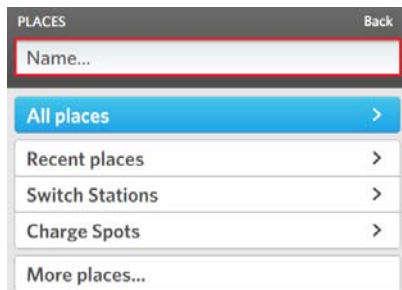 PLACES Back
Name...
All places >
Recent places >
Switch Stations >
Charge Spots >
More places...